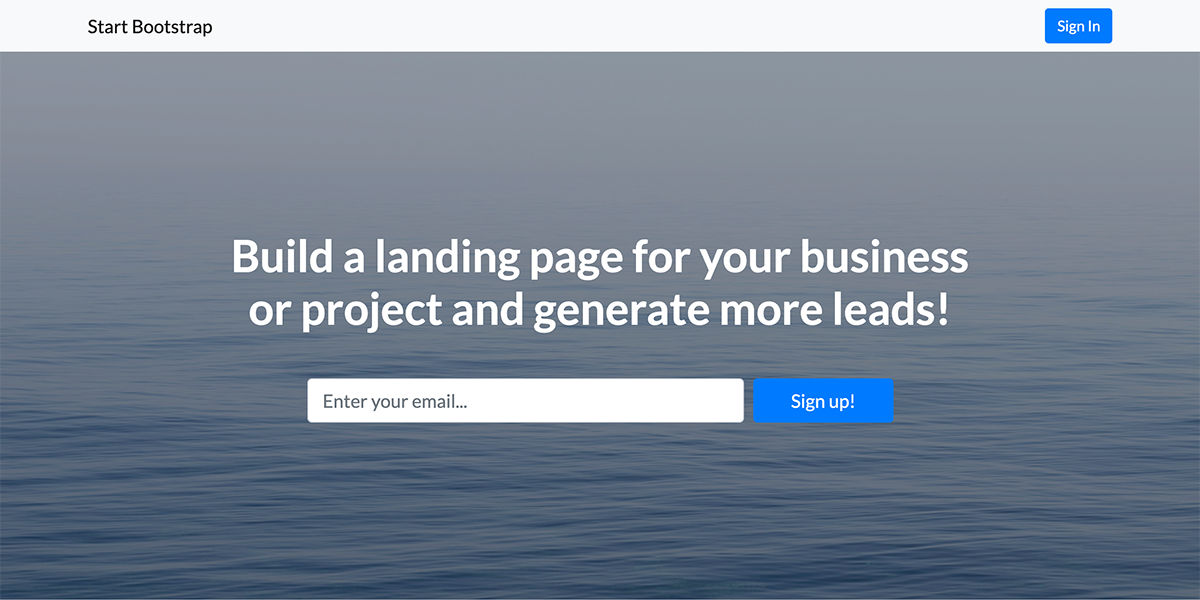 Start Bootstrap
Sign In
Build a landing page for your business
or project and generate more leads!
Enter your email...
Sign up!